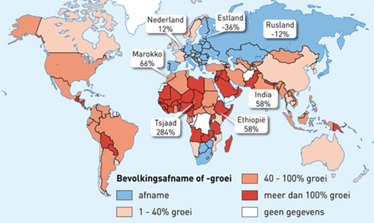 Nederland
12%
Estland
-36%
Rusland
-12%
Marokko
66%
India
58%
Tsjaad
284%
Ethiopië
58%
Bevolkingsafname of -groei
afname
1 - 40% groei
40 - 100% groei
meer dan 100% groei
geen gegevens